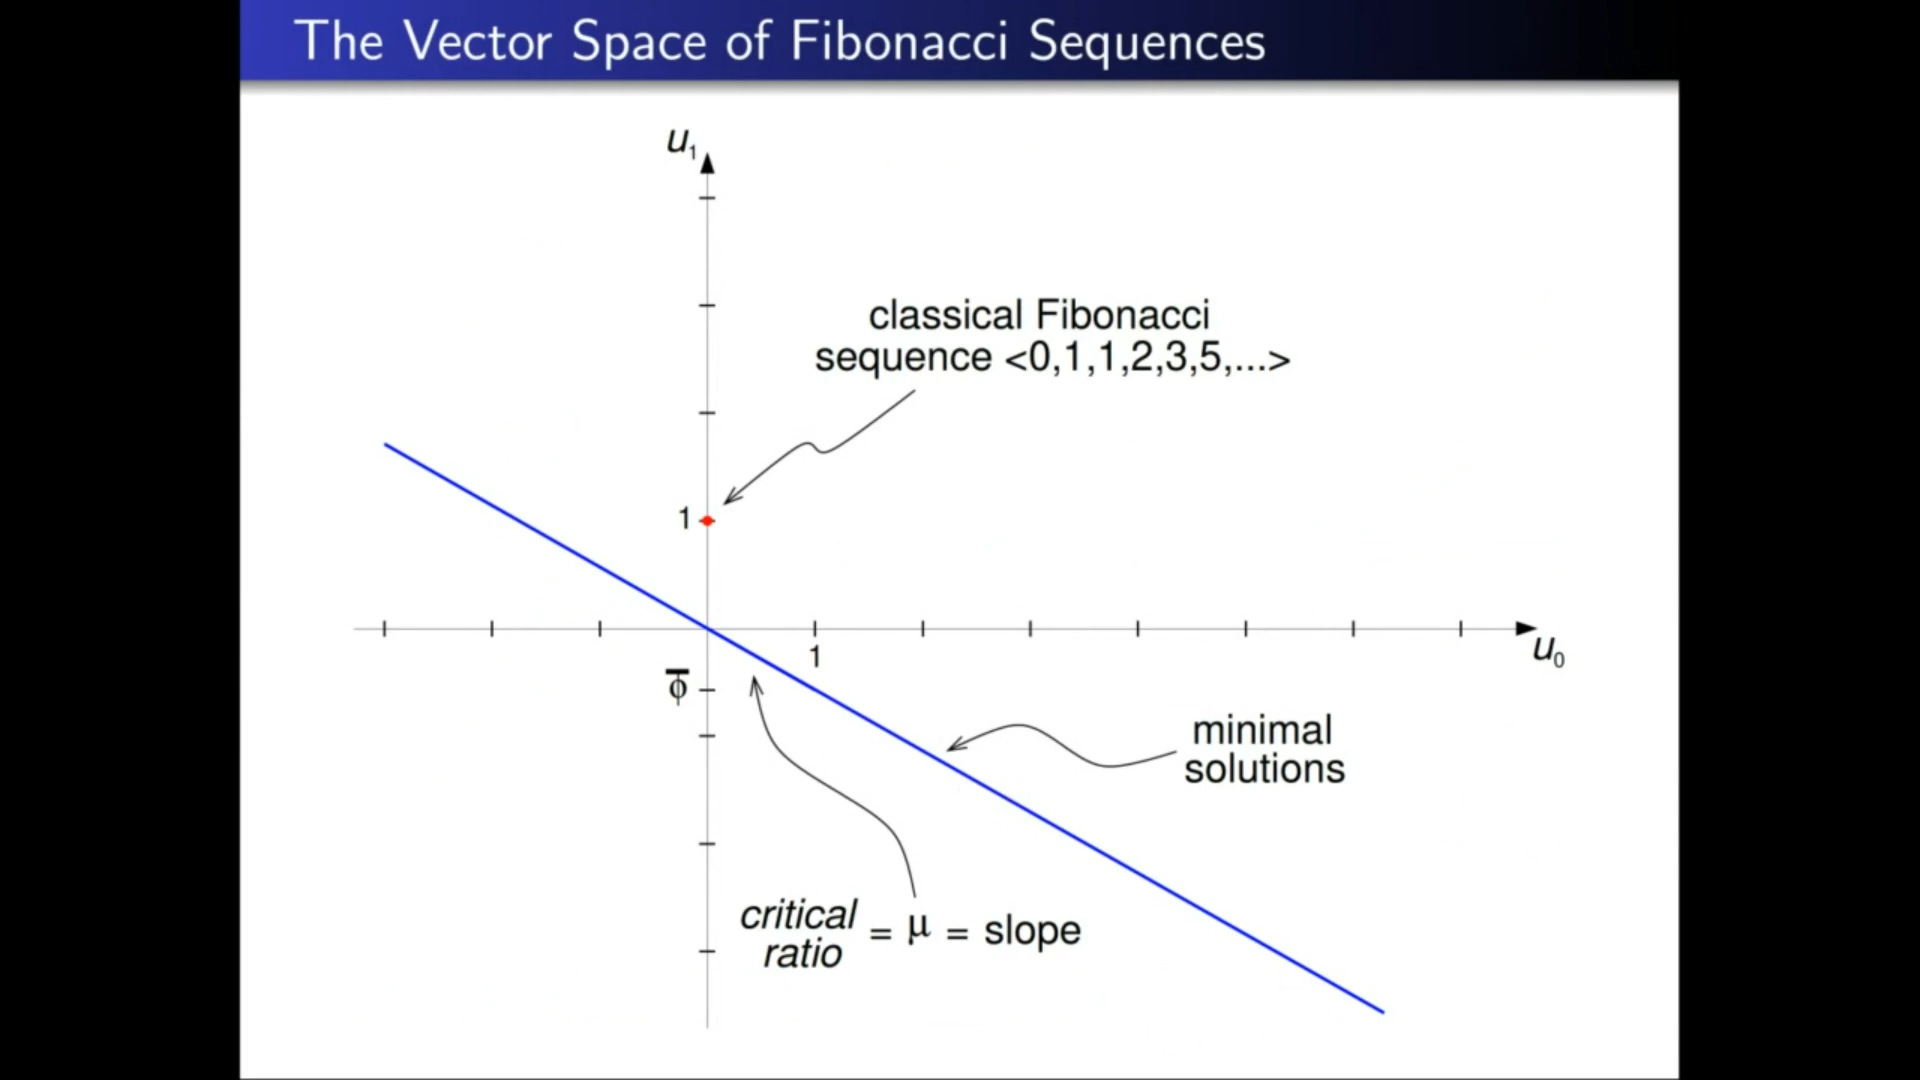 The Vector Space of Fibonacci Sequences
u₁
classical Fibonacci
sequence <0,1,1,2,3,5,...>
1
1
u₀
φ̅
minimal
solutions
critical
ratio = μ = slope